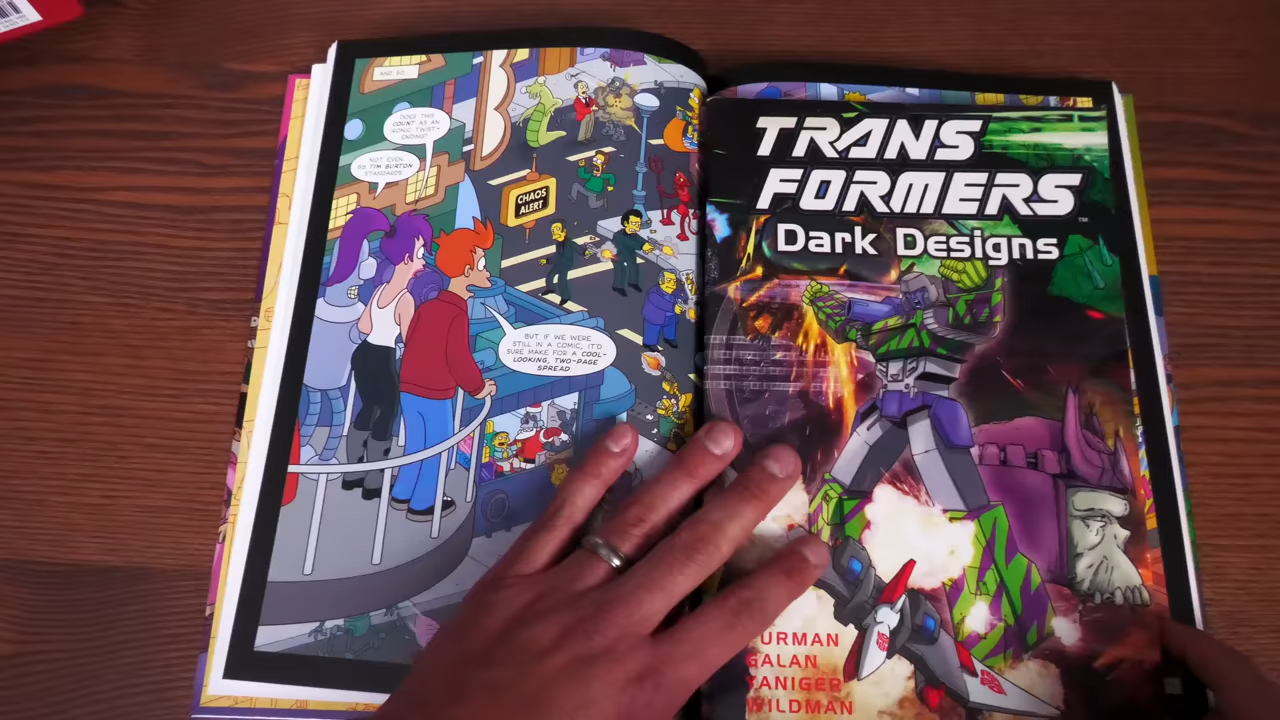 AND SO...
DOES THIS
COUNT AS AN
IRONIC TWIST-
ENDING?
NOT EVEN
BY TIM BURTON
STANDARDS
CHAOS
ALERT
BUT IF WE WERE
STILL IN A COMIC, IT'D
SURE MAKE FOR A COOL-
LOOKING, TWO-PAGE
SPREAD
TRANS
FORMERS
TM
Dark Designs
URMAN
GALAN
YANIGER
WILDMAN